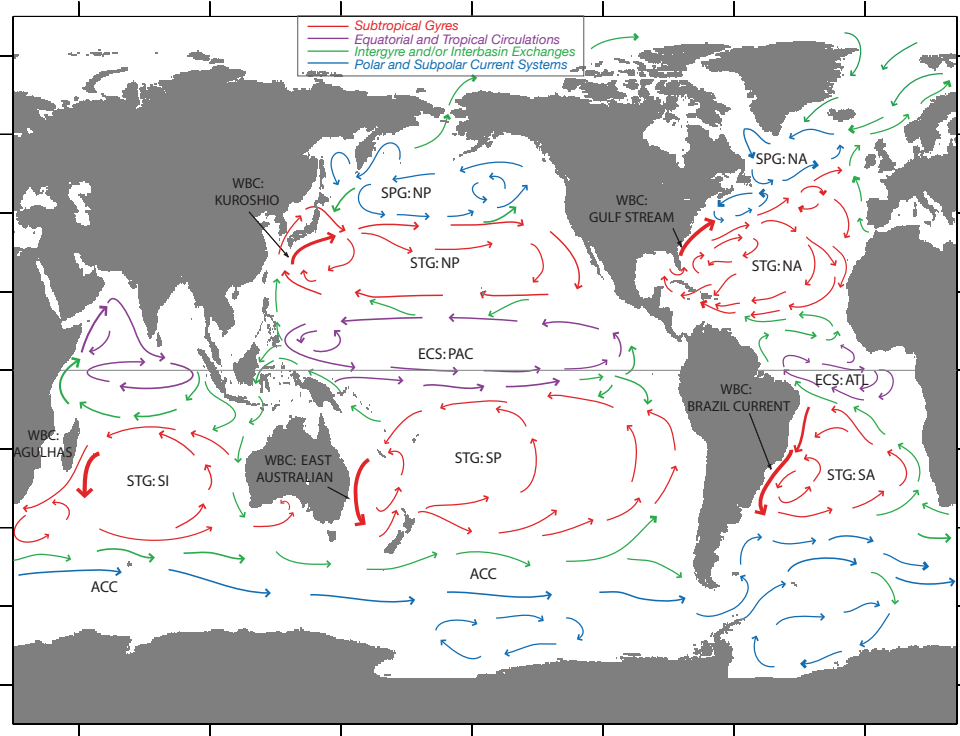 Subtropical Gyres
Equatorial and Tropical Circulations
Intergyre and/or Interbasin Exchanges
Polar and Subpolar Current Systems
SPG: NA
WBC:
KUROSHIO
SPG: NP
WBC:
GULF STREAM
STG: NP
STG: NA
ECS: PAC
ECS: ATL
WBC:
BRAZIL CURRENT
WBC:
AGULHAS
WBC: EAST
AUSTRALIAN
STG: SP
STG: SI
STG: SA
ACC
ACC